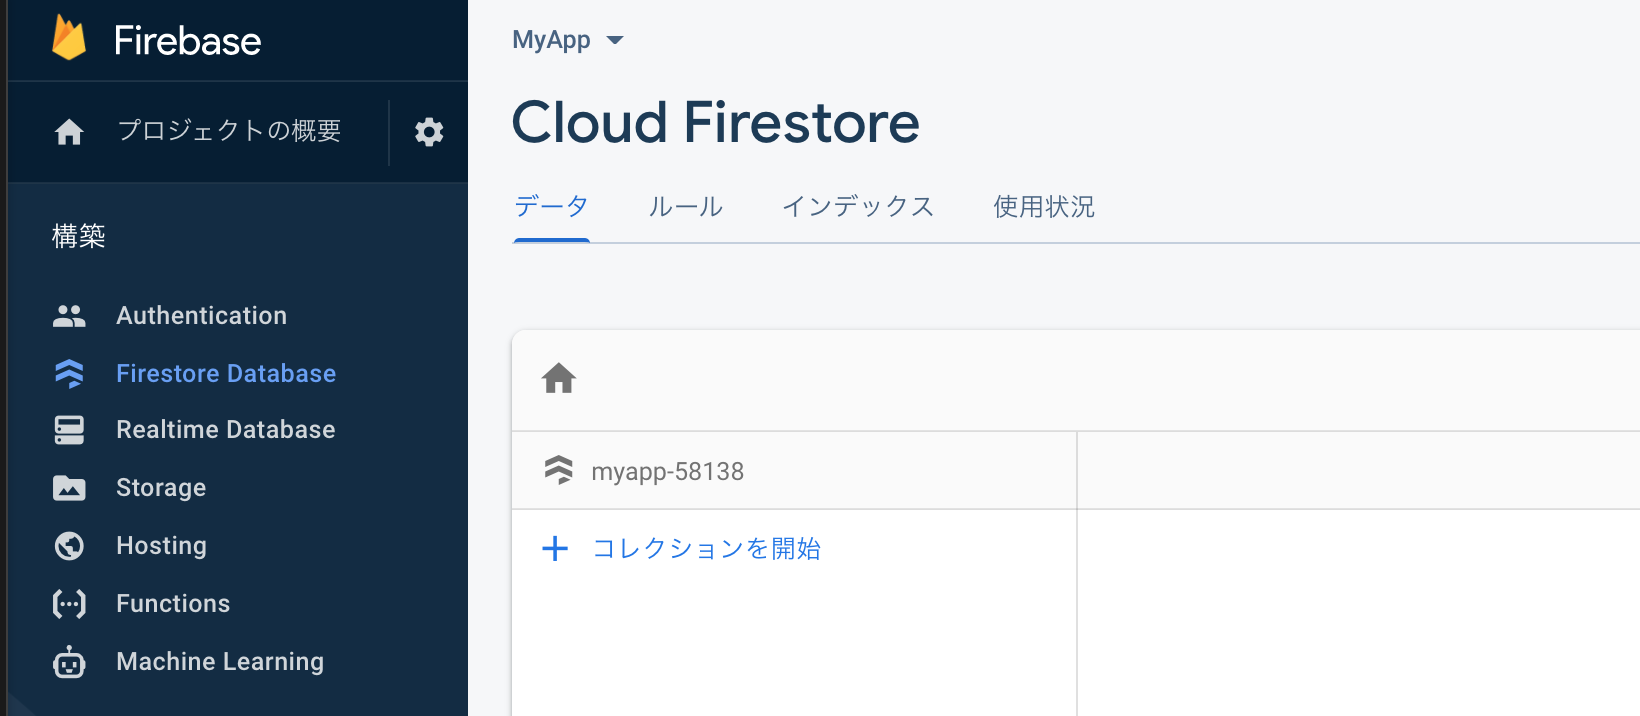 Firebase
プロジェクトの概要
構築
Authentication
Firestore Database
Realtime Database
Storage
Hosting
Functions
Machine Learning
MyApp
Cloud Firestore
データ ルール インデックス 使用状況
myapp-58138
コレクションを開始